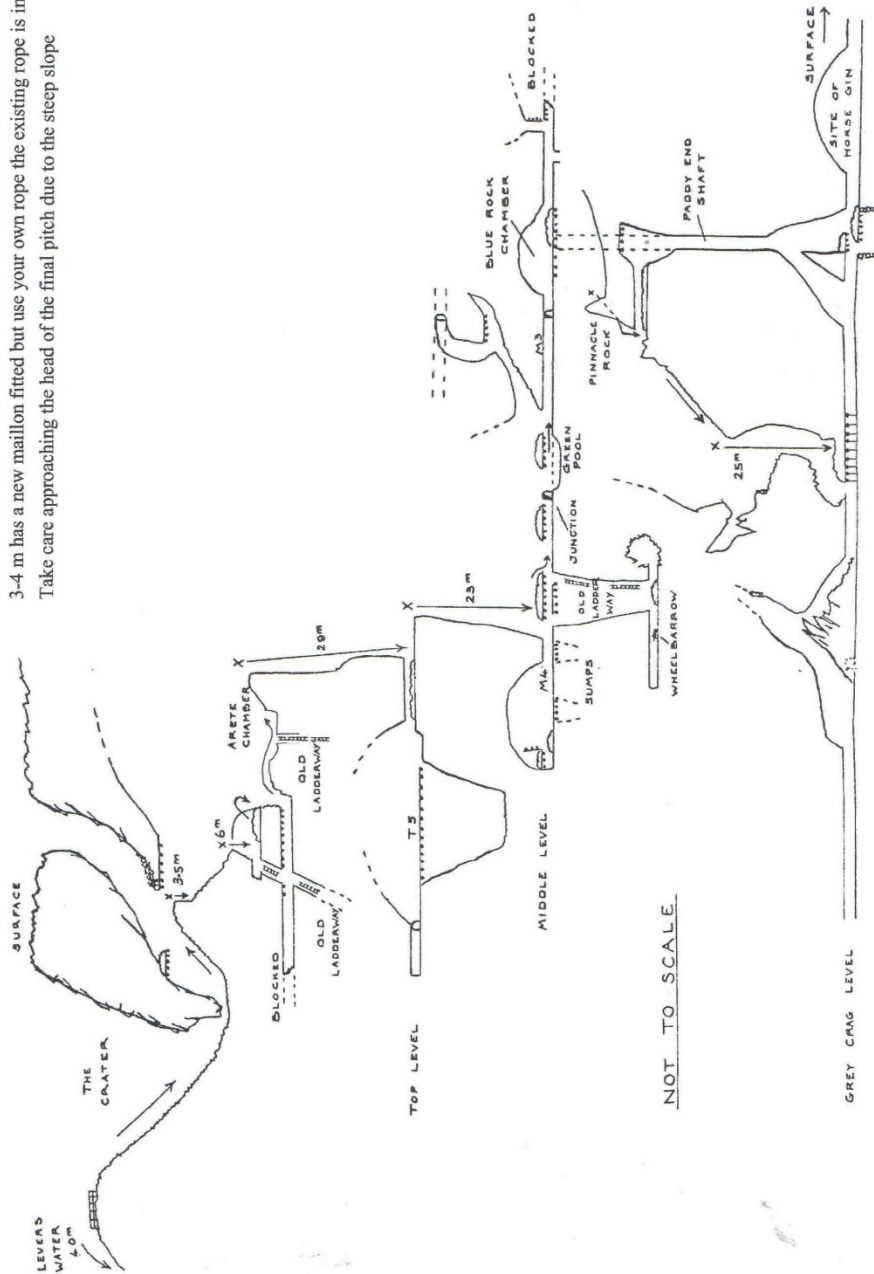 3-4 m has a new maillon fitted but use your own rope the existing rope is in
Take care approaching the head of the final pitch due to the steep slope
LEVERS
WATER
40m
THE
CRATER
SURFACE
3·5m
6m
BLOCKED
OLD
LADDERWAY
ARETE
CHAMBER
OLD
LADDERWAY
29m
TOP LEVEL
T5
23m
MIDDLE LEVEL
M4
SUMPS
OLD
LADDER
WAY
WHEELBARROW
JUNCTION
GREEN
POOL
M3
BLUE ROCK
CHAMBER
BLOCKED
PINNACLE
ROCK
PADDY END
SHAFT
25m
NOT TO SCALE
GREY CRAG LEVEL
SITE OF
HORSE GIN
SURFACE